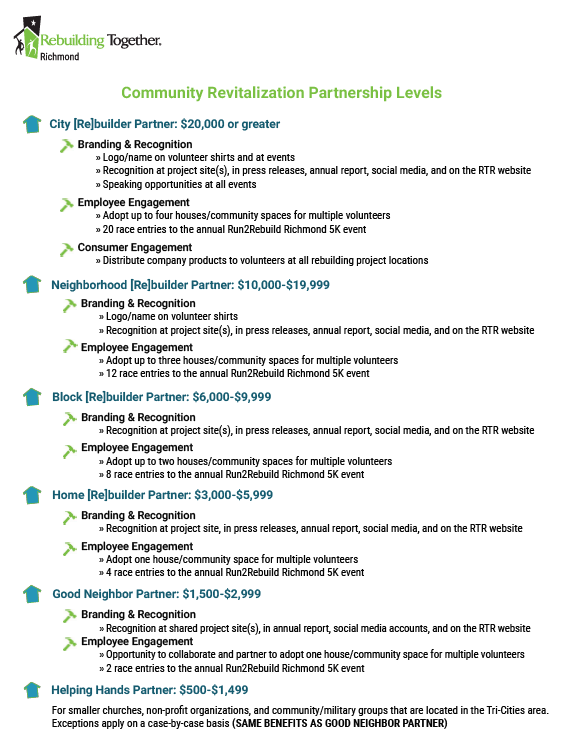 Rebuilding Together.
Richmond
Community Revitalization Partnership Levels
City [Re]builder Partner: $20,000 or greater
Branding & Recognition
» Logo/name on volunteer shirts and at events
» Recognition at project site(s), in press releases, annual report, social media, and on the RTR website
» Speaking opportunities at all events
Employee Engagement
» Adopt up to four houses/community spaces for multiple volunteers
» 20 race entries to the annual Run2Rebuild Richmond 5K event
Consumer Engagement
» Distribute company products to volunteers at all rebuilding project locations
Neighborhood [Re]builder Partner: $10,000-$19,999
Branding & Recognition
» Logo/name on volunteer shirts
» Recognition at project site(s), in press releases, annual report, social media, and on the RTR website
Employee Engagement
» Adopt up to three houses/community spaces for multiple volunteers
» 12 race entries to the annual Run2Rebuild Richmond 5K event
Block [Re]builder Partner: $6,000-$9,999
Branding & Recognition
» Recognition at project site(s), in press releases, annual report, social media, and on the RTR website
Employee Engagement
» Adopt up to two houses/community spaces for multiple volunteers
» 8 race entries to the annual Run2Rebuild Richmond 5K event
Home [Re]builder Partner: $3,000-$5,999
Branding & Recognition
» Recognition at project site, in press releases, annual report, social media, and on the RTR website
Employee Engagement
» Adopt one house/community space for multiple volunteers
» 4 race entries to the annual Run2Rebuild Richmond 5K event
Good Neighbor Partner: $1,500-$2,999
Branding & Recognition
» Recognition at shared project site(s), in annual report, social media accounts, and on the RTR website
Employee Engagement
» Opportunity to collaborate and partner to adopt one house/community space for multiple volunteers
» 2 race entries to the annual Run2Rebuild Richmond 5K event
Helping Hands Partner: $500-$1,499
For smaller churches, non-profit organizations, and community/military groups that are located in the Tri-Cities area.
Exceptions apply on a case-by-case basis (SAME BENEFITS AS GOOD NEIGHBOR PARTNER)